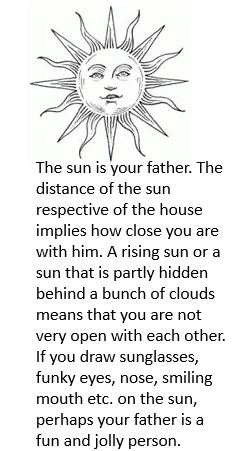 The sun is your father. The
distance of the sun
respective of the house
implies how close you are
with him. A rising sun or a
sun that is partly hidden
behind a bunch of clouds
means that you are not
very open with each other.
If you draw sunglasses,
funky eyes, nose, smiling
mouth etc. on the sun,
perhaps your father is a
fun and jolly person.